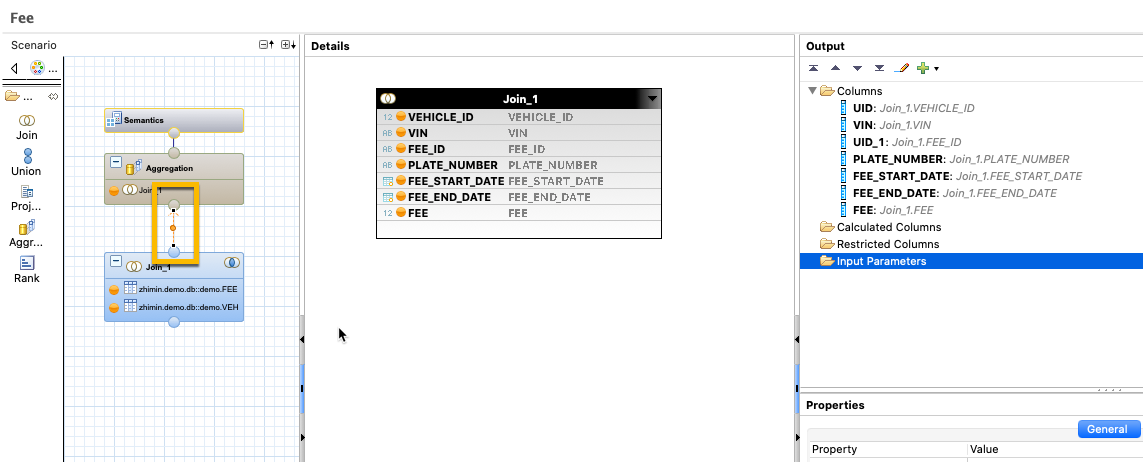 Fee
Scenario
...
...
Join
Union
Proj...
Aggr...
Rank
Semantics
Aggregation
Join_1
Join_1
zhimin.demo.db::demo.FEE
zhimin.demo.db::demo.VEH
Details
Join_1
12 VEHICLE_ID VEHICLE_ID
AB VIN VIN
AB FEE_ID FEE_ID
AB PLATE_NUMBER PLATE_NUMBER
FEE_START_DATE FEE_START_DATE
FEE_END_DATE FEE_END_DATE
12 FEE FEE
Output
Columns
UID: Join_1.VEHICLE_ID
VIN: Join_1.VIN
UID_1: Join_1.FEE_ID
PLATE_NUMBER: Join_1.PLATE_NUMBER
FEE_START_DATE: Join_1.FEE_START_DATE
FEE_END_DATE: Join_1.FEE_END_DATE
FEE: Join_1.FEE
Calculated Columns
Restricted Columns
Input Parameters
Properties
General
Property Value